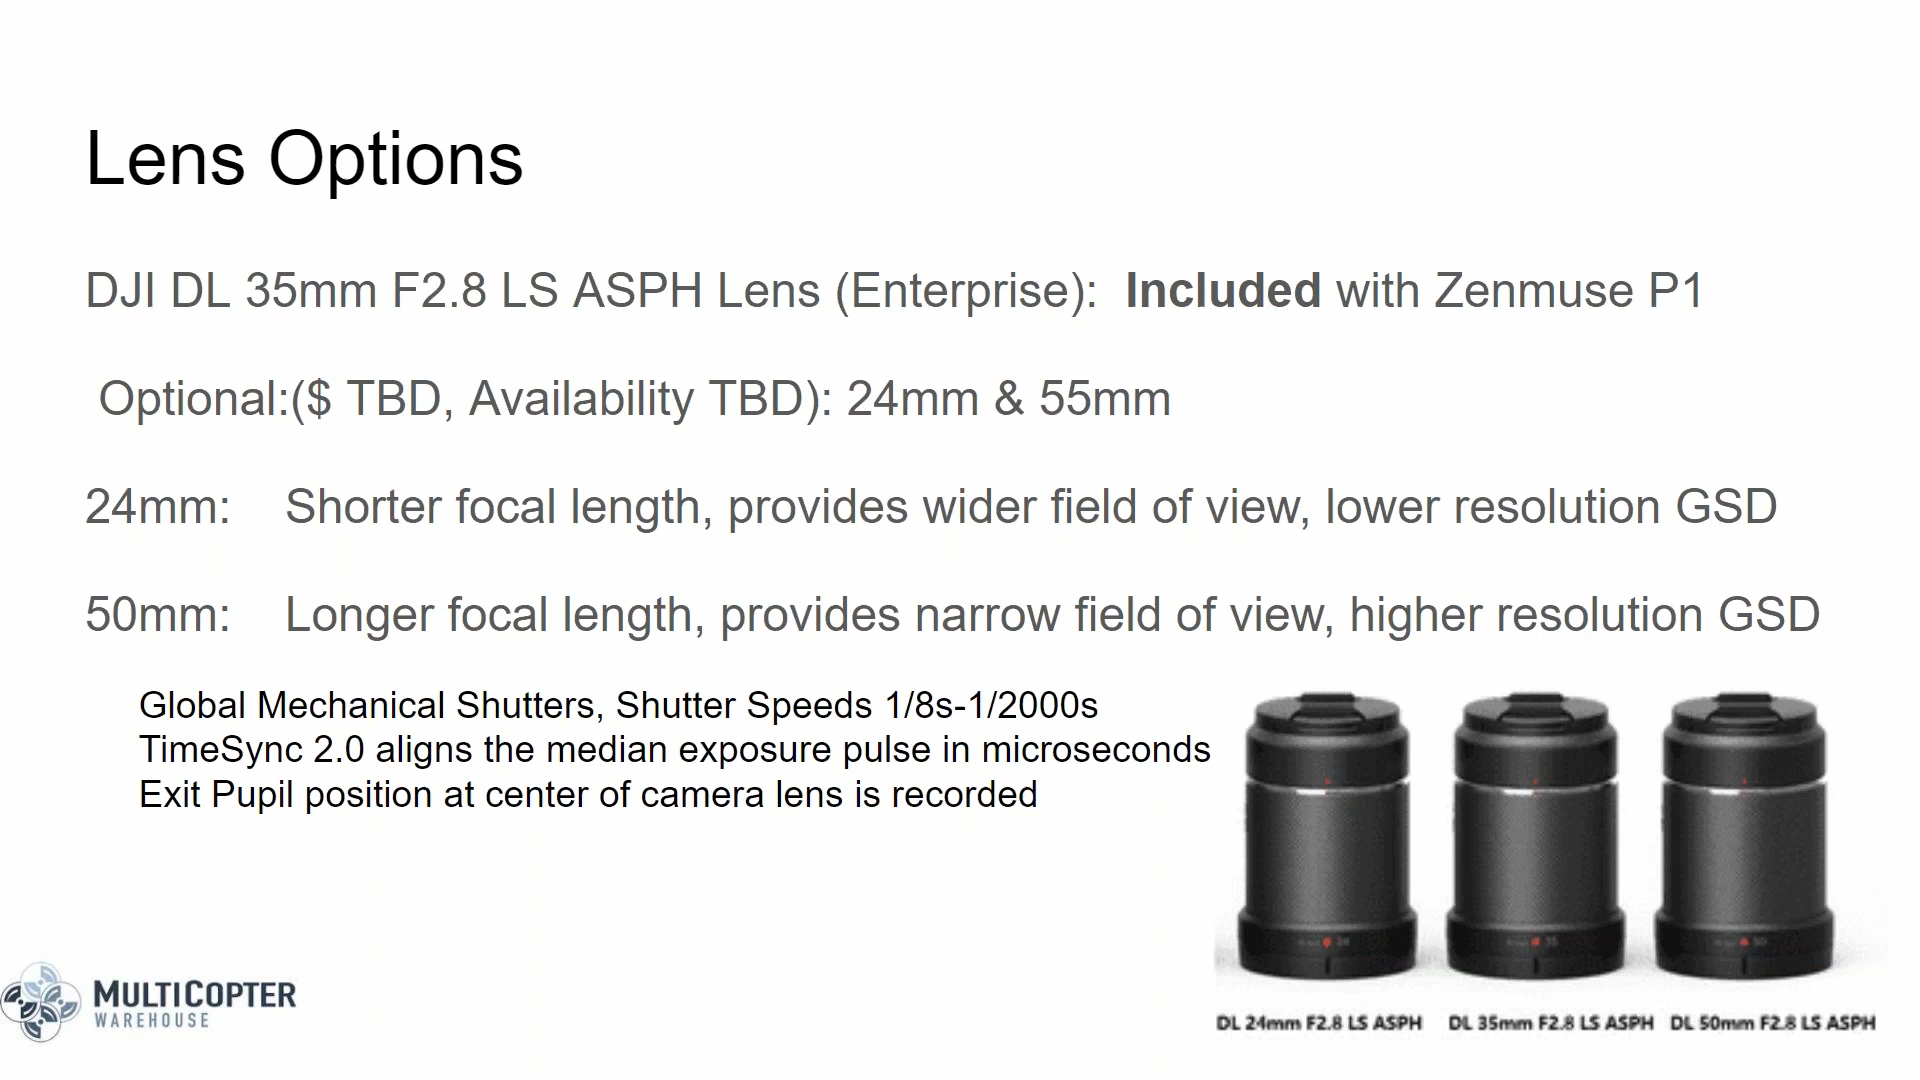 Lens Options
DJI DL 35mm F2.8 LS ASPH Lens (Enterprise): Included with Zenmuse P1
Optional:($ TBD, Availability TBD): 24mm & 55mm
24mm: Shorter focal length, provides wider field of view, lower resolution GSD
50mm: Longer focal length, provides narrow field of view, higher resolution GSD
Global Mechanical Shutters, Shutter Speeds 1/8s-1/2000s
TimeSync 2.0 aligns the median exposure pulse in microseconds
Exit Pupil position at center of camera lens is recorded
24
35
50
DL 24mm F2.8 LS ASPH
DL 35mm F2.8 LS ASPH
DL 50mm F2.8 LS ASPH
MULTICOPTER
WAREHOUSE